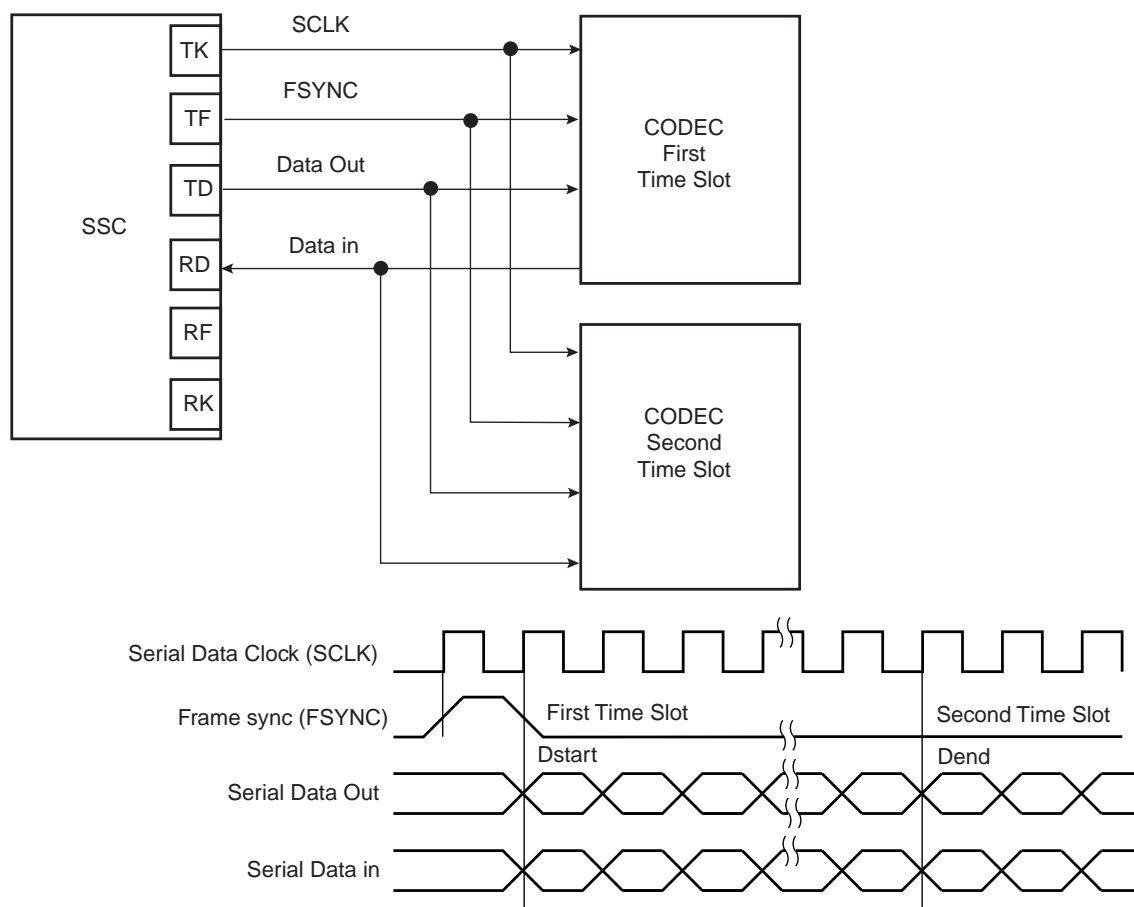 SSC
TK
TF
TD
RD
RF
RK
SCLK
FSYNC
Data Out
Data in
CODEC
First
Time Slot
CODEC
Second
Time Slot
Serial Data Clock (SCLK)
Frame sync (FSYNC)
First Time Slot
Second Time Slot
Dstart
Dend
Serial Data Out
Serial Data in